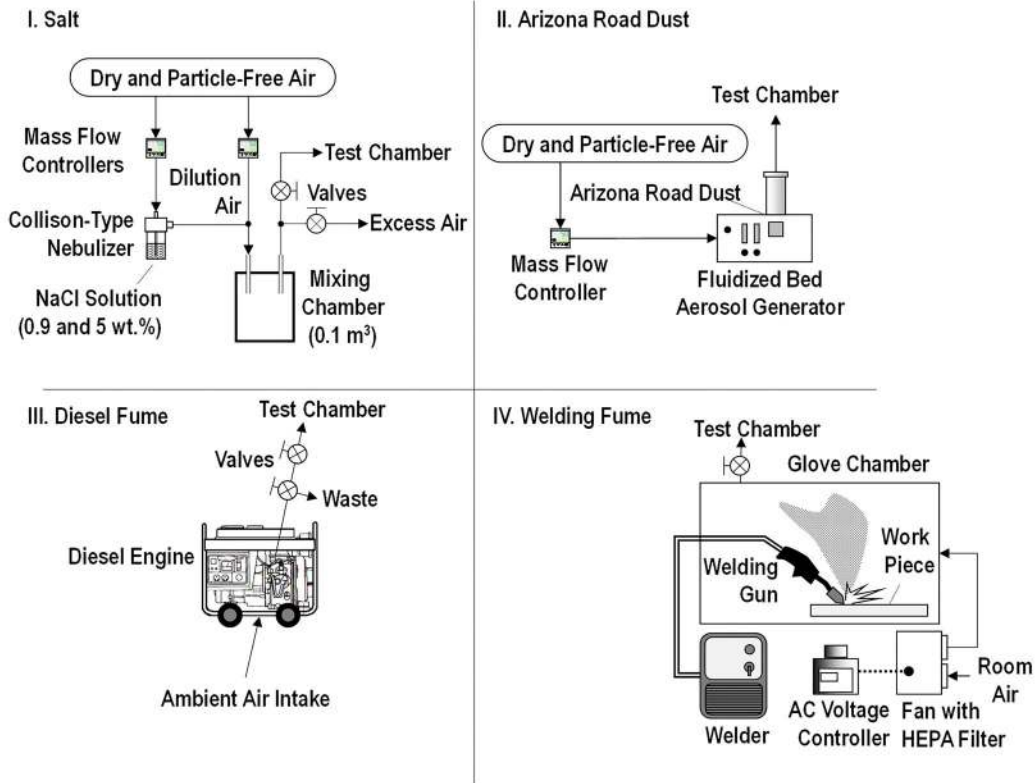 I. Salt
Dry and Particle-Free Air
Mass Flow
Controllers
Dilution
Air
Test Chamber
Valves
Excess Air
Collison-Type
Nebulizer
NaCl Solution
(0.9 and 5 wt.%)
Mixing
Chamber
(0.1 m³)
II. Arizona Road Dust
Test Chamber
Dry and Particle-Free Air
Arizona Road Dust
Mass Flow
Controller
Fluidized Bed
Aerosol Generator
III. Diesel Fume
Test Chamber
Valves
Waste
Diesel Engine
Ambient Air Intake
IV. Welding Fume
Test Chamber
Glove Chamber
Welding
Gun
Work
Piece
Room
Air
Welder
AC Voltage
Controller
Fan with
HEPA Filter